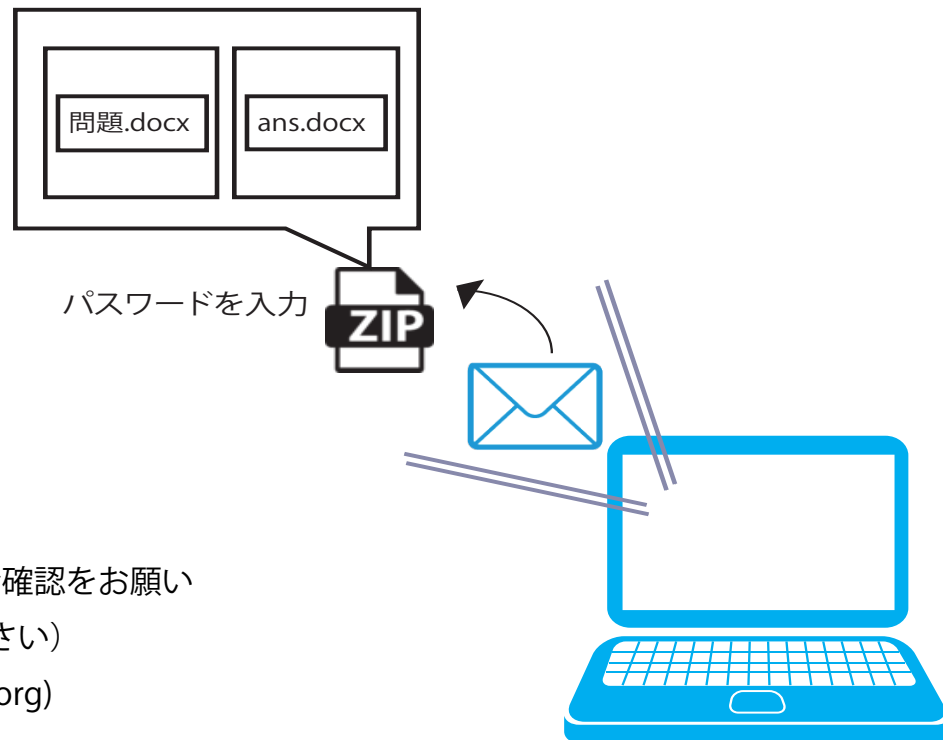 問題.docx
ans.docx
パスワードを入力
ZIP
確認をお願い
さい）
org)